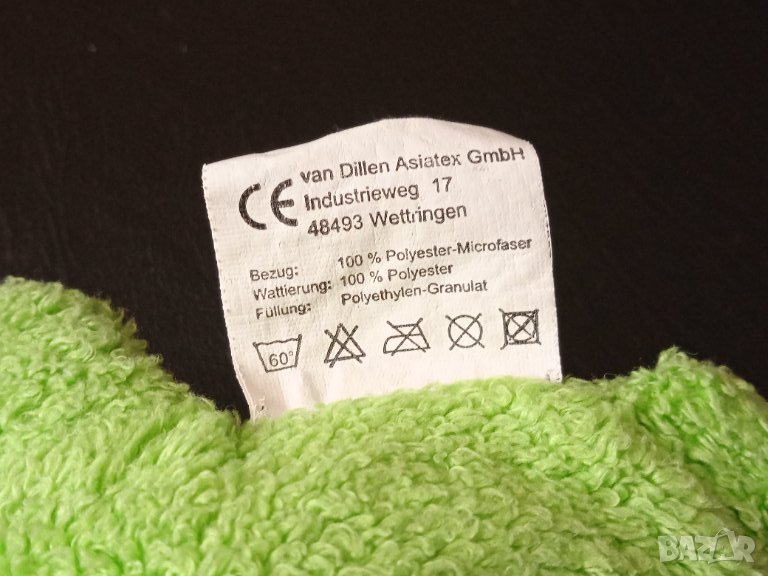 CE
van Dillen Asiatex GmbH
Industrieweg 17
48493 Wettringen
Bezug: 100 % Polyester-Microfaser
Wattierung: 100 % Polyester
Füllung: Polyethylen-Granulat
60°
BAZAR